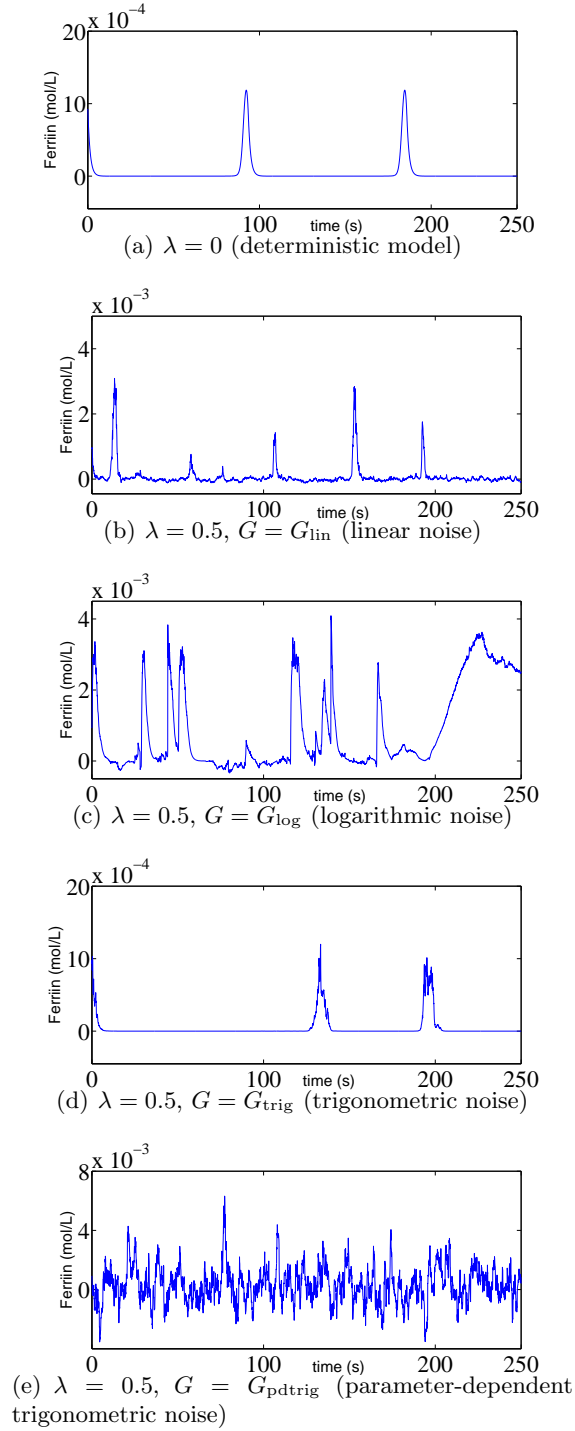 x 10⁻⁴
20
10
0
Ferriin (mol/L)
0 100 200 250
time (s)
(a) λ = 0 (deterministic model)
x 10⁻³
4
2
0
Ferriin (mol/L)
0 100 200 250
time (s)
(b) λ = 0.5, G = G_lin (linear noise)
x 10⁻³
4
2
0
Ferriin (mol/L)
0 100 200 250
time (s)
(c) λ = 0.5, G = G_log (logarithmic noise)
x 10⁻⁴
20
10
0
Ferriin (mol/L)
0 100 200 250
time (s)
(d) λ = 0.5, G = G_trig (trigonometric noise)
x 10⁻³
8
4
0
Ferriin (mol/L)
0 100 200 250
time (s)
(e) λ = 0.5, G = G_pdtrig (parameter-dependent
trigonometric noise)